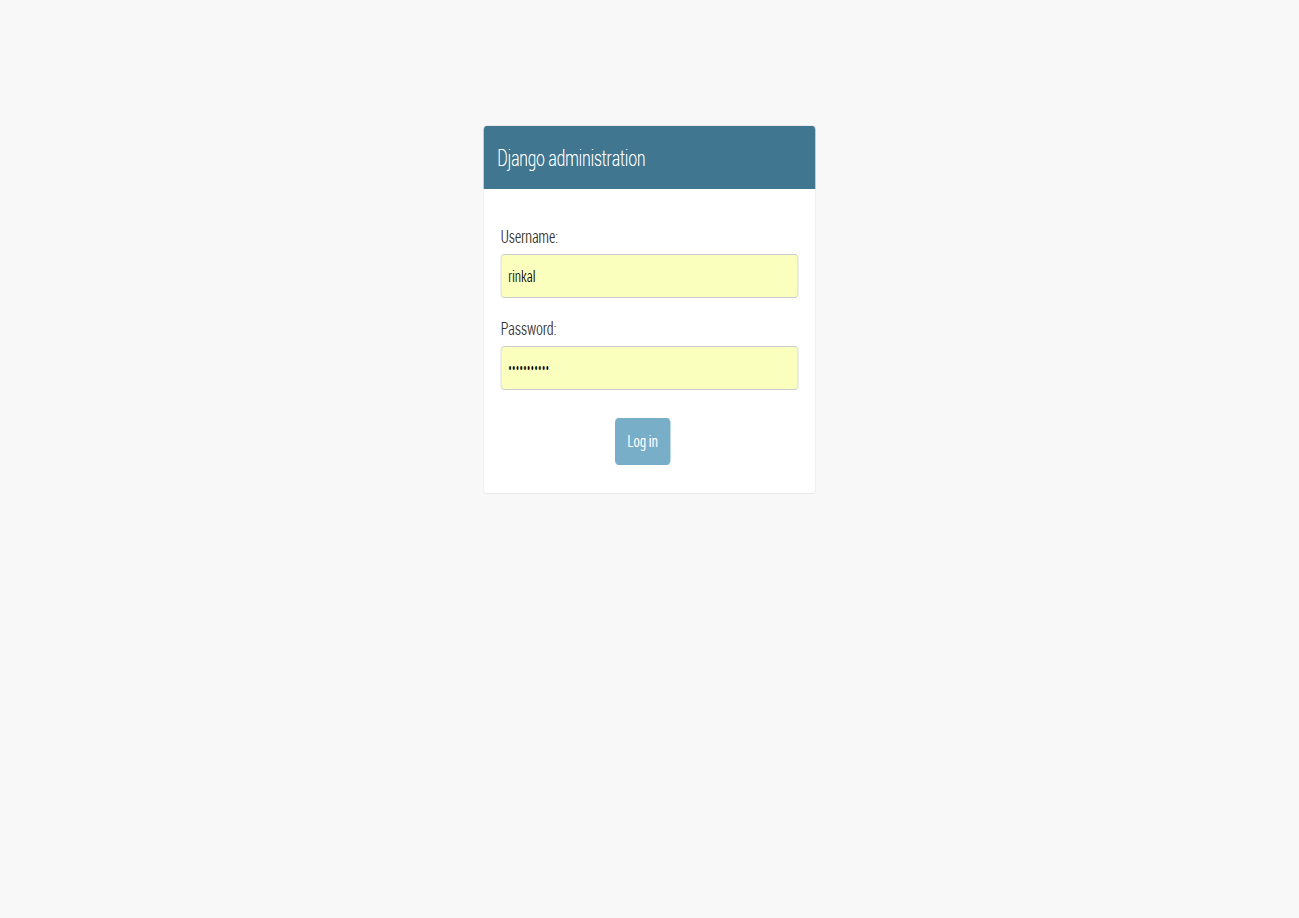 Django administration
Username:
rinkal
Password:
•••••••••••
Log in